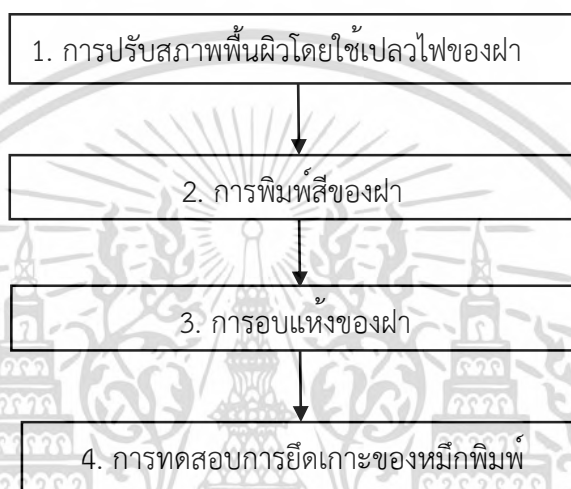 1. การปรับสภาพพื้นผิวโดยใช้เปลวไฟของฝา
2. การพิมพ์สีของฝา
3. การอบแห้งของฝา
4. การทดสอบการยึดเกาะของหมึกพิมพ์